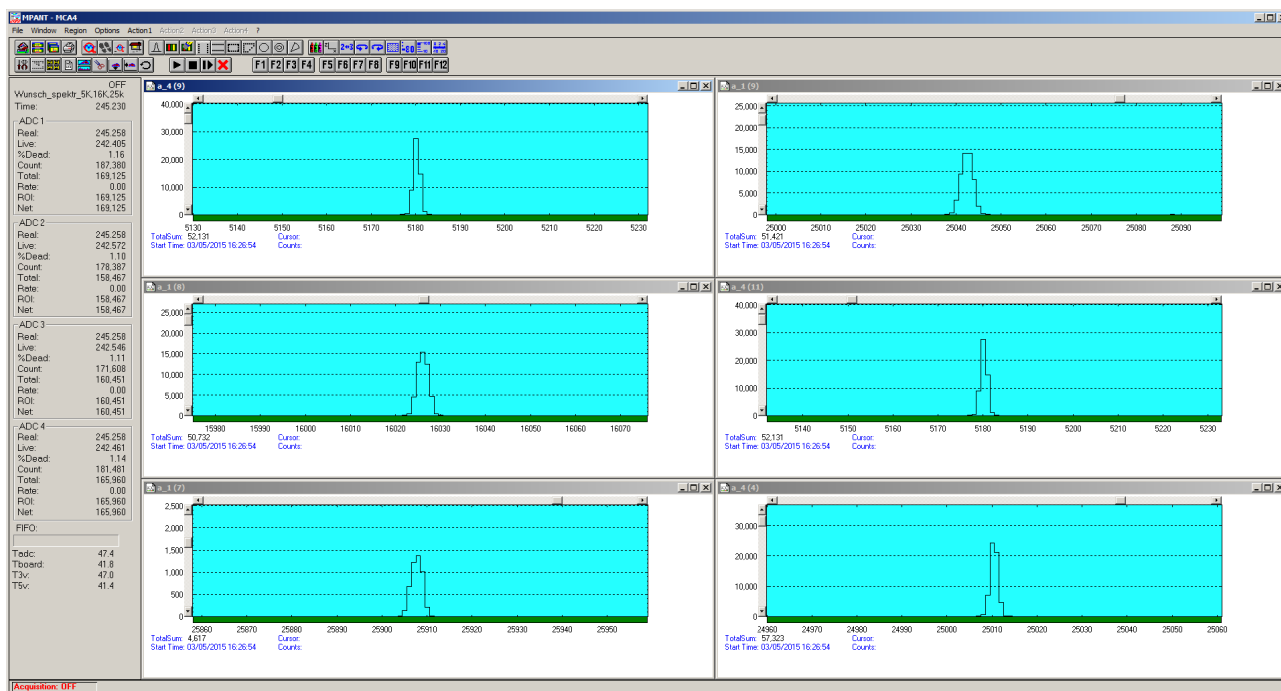 MPANT - MCA4
File Window Region Options Action1 Action2 Action3 Action4 ?
F1 F2 F3 F4 F5 F6 F7 F8 F9 F10 F11 F12
OFF
Wunsch_spektr_5K,16K,25k
Time: 245.230
ADC 1
Real: 245.258
Live: 242.405
%Dead: 1.16
Count: 187,380
Total: 169,125
Rate: 0.00
ROI: 169,125
Net: 169,125
ADC 2
Real: 245.258
Live: 242.572
%Dead: 1.10
Count: 178,387
Total: 158,467
Rate: 0.00
ROI: 158,467
Net: 158,467
ADC 3
Real: 245.258
Live: 242.546
%Dead: 1.11
Count: 171,608
Total: 160,451
Rate: 0.00
ROI: 160,451
Net: 160,451
ADC 4
Real: 245.258
Live: 242.461
%Dead: 1.14
Count: 181,481
Total: 165,960
Rate: 0.00
ROI: 165,960
Net: 165,960
FIFO:
Tadc: 47.4
Tboard: 41.8
T3v: 47.0
T5v: 41.4
a_4 (9)
40,000
30,000
20,000
10,000
0
5130 5140 5150 5160 5170 5180 5190 5200 5210 5220 5230
TotalSum: 52,131 Cursor:
Start Time: 03/05/2015 16:26:54 Counts:
a_1 (9)
25,000
20,000
15,000
10,000
5,000
0
25000 25010 25020 25030 25040 25050 25060 25070 25080 25090
TotalSum: 51,421 Cursor:
Start Time: 03/05/2015 16:26:54 Counts:
a_1 (8)
25,000
20,000
15,000
10,000
5,000
0
15980 15990 16000 16010 16020 16030 16040 16050 16060 16070
TotalSum: 50,732 Cursor:
Start Time: 03/05/2015 16:26:54 Counts:
a_4 (11)
40,000
30,000
20,000
10,000
0
5140 5150 5160 5170 5180 5190 5200 5210 5220 5230
TotalSum: 52,131 Cursor:
Start Time: 03/05/2015 16:26:54 Counts:
a_1 (7)
2,500
2,000
1,500
1,000
500
0
25860 25870 25880 25890 25900 25910 25920 25930 25940 25950
TotalSum: 4,617 Cursor:
Start Time: 03/05/2015 16:26:54 Counts:
a_4 (4)
30,000
20,000
10,000
0
24960 24970 24980 24990 25000 25010 25020 25030 25040 25050 25060
TotalSum: 57,323 Cursor:
Start Time: 03/05/2015 16:26:54 Counts:
Acquisition: OFF